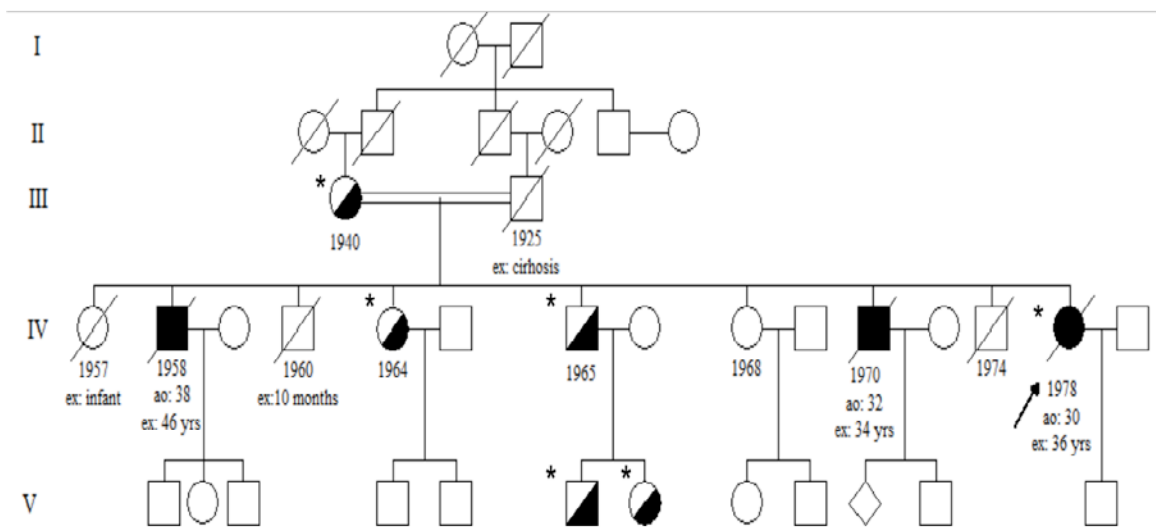 I
II
* III
1940 1925
ex: cirhosis
* * *
IV
1957 1958 1960 1964 1965 1968 1970 1974 1978
ex: infant ao: 38 ex:10 months ao: 32 ao: 30
ex: 46 yrs ex: 34 yrs ex: 36 yrs
* *
V